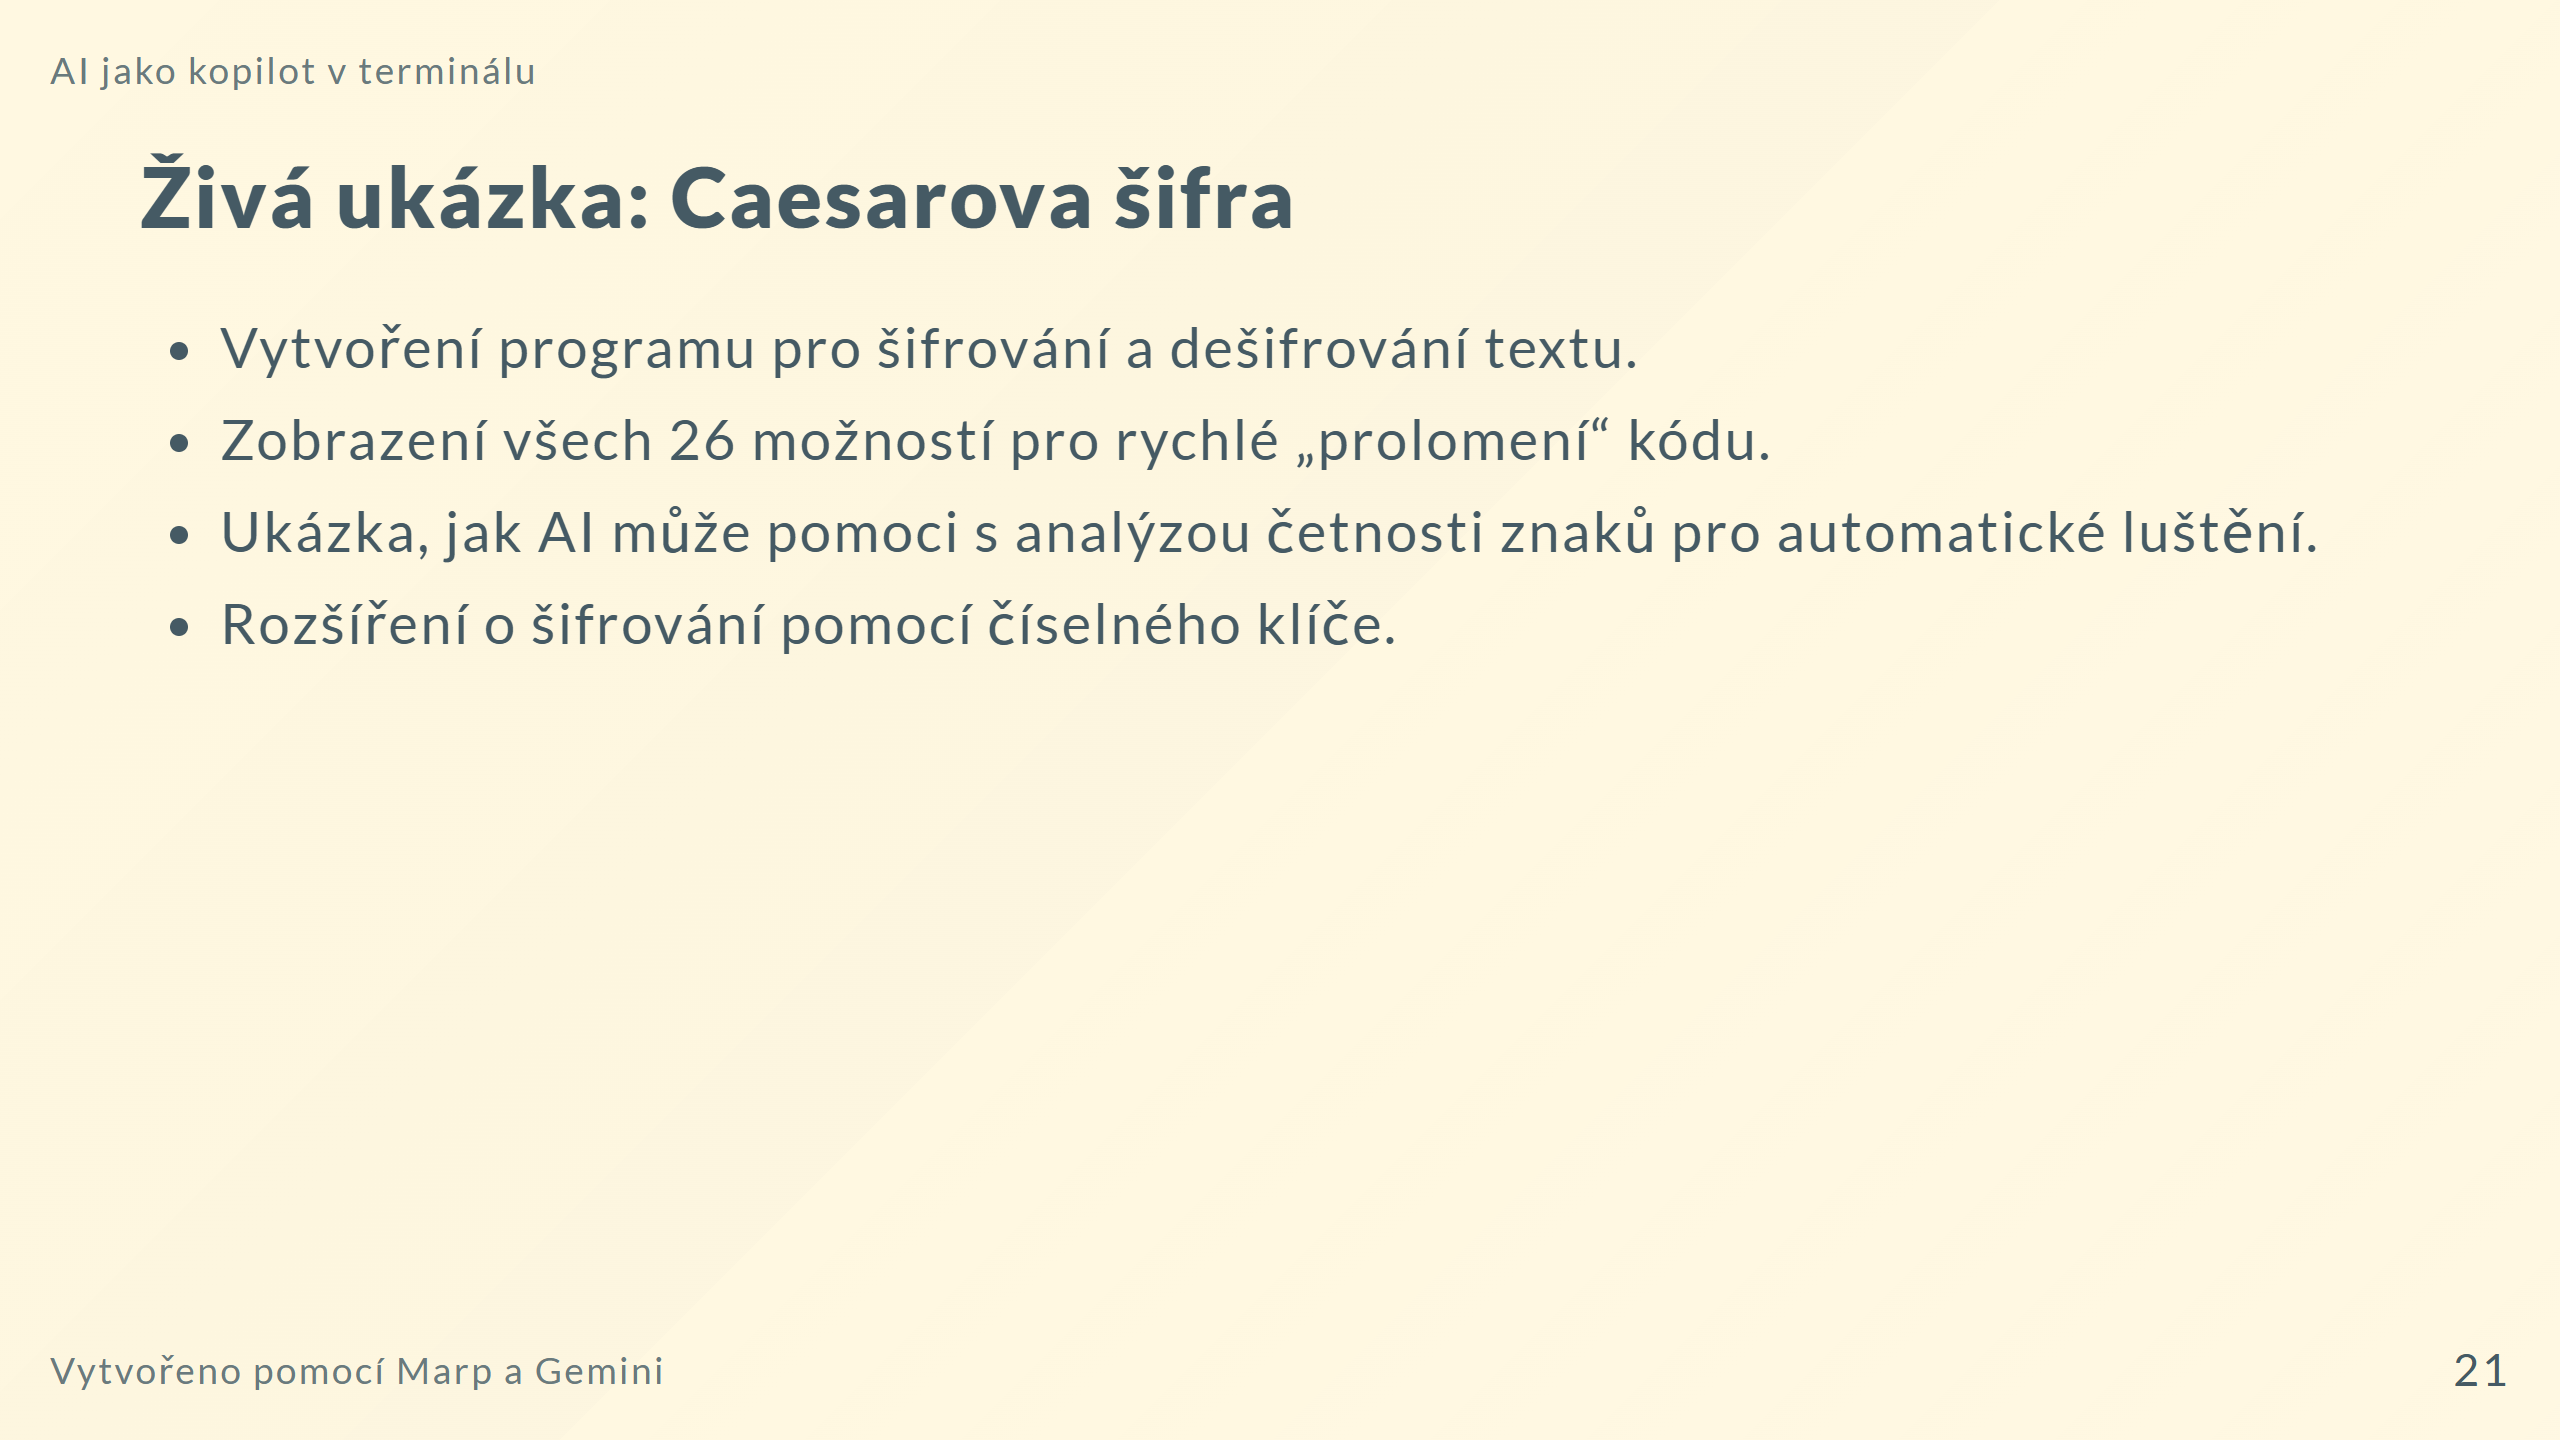 AI jako kopilot v terminálu
Živá ukázka: Caesarova šifra
• Vytvoření programu pro šifrování a dešifrování textu.
• Zobrazení všech 26 možností pro rychlé „prolomení“ kódu.
• Ukázka, jak AI může pomoci s analýzou četnosti znaků pro automatické luštění.
• Rozšíření o šifrování pomocí číselného klíče.
Vytvořeno pomocí Marp a Gemini
21